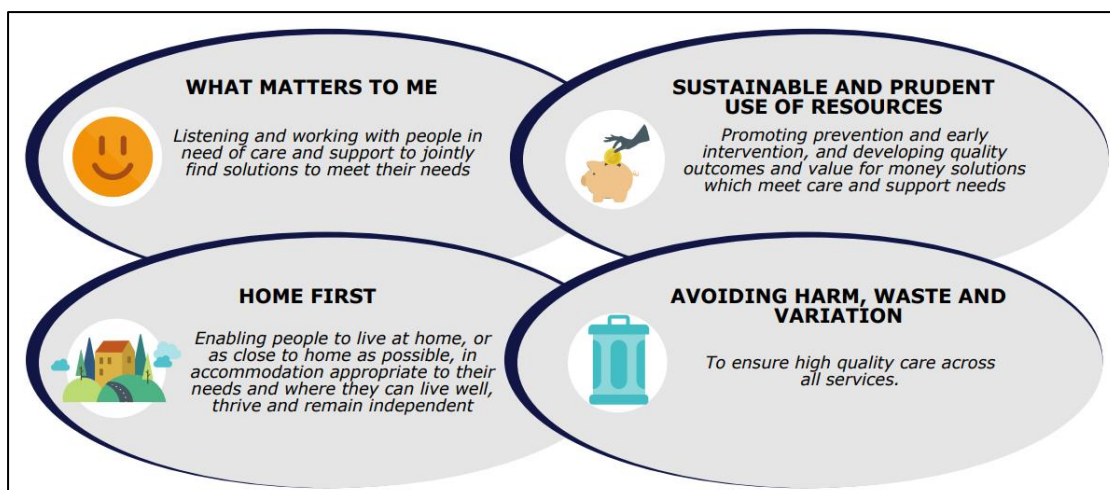 WHAT MATTERS TO ME
Listening and working with people in
need of care and support to jointly
find solutions to meet their needs
SUSTAINABLE AND PRUDENT
USE OF RESOURCES
Promoting prevention and early
intervention, and developing quality
outcomes and value for money solutions
which meet care and support needs
HOME FIRST
Enabling people to live at home, or
as close to home as possible, in
accommodation appropriate to their
needs and where they can live well,
thrive and remain independent
AVOIDING HARM, WASTE AND
VARIATION
To ensure high quality care across
all services.